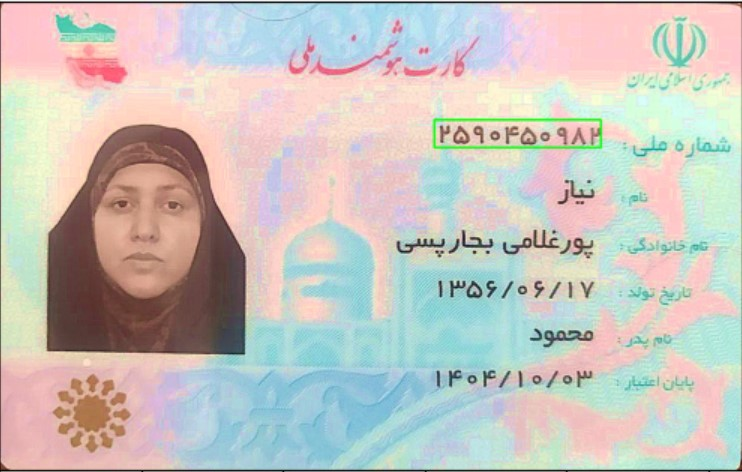 کارت هوشمند ملی
جمهوری اسلامی ایران
شماره ملی: ۲۵۹۰۴۵۰۹۸۲
نام: نیاز
نام خانوادگی: پورغلامی بجارپسی
تاریخ تولد: ۱۳۵۶/۰۶/۱۷
نام پدر: محمود
پایان اعتبار: ۱۴۰۴/۱۰/۰۳